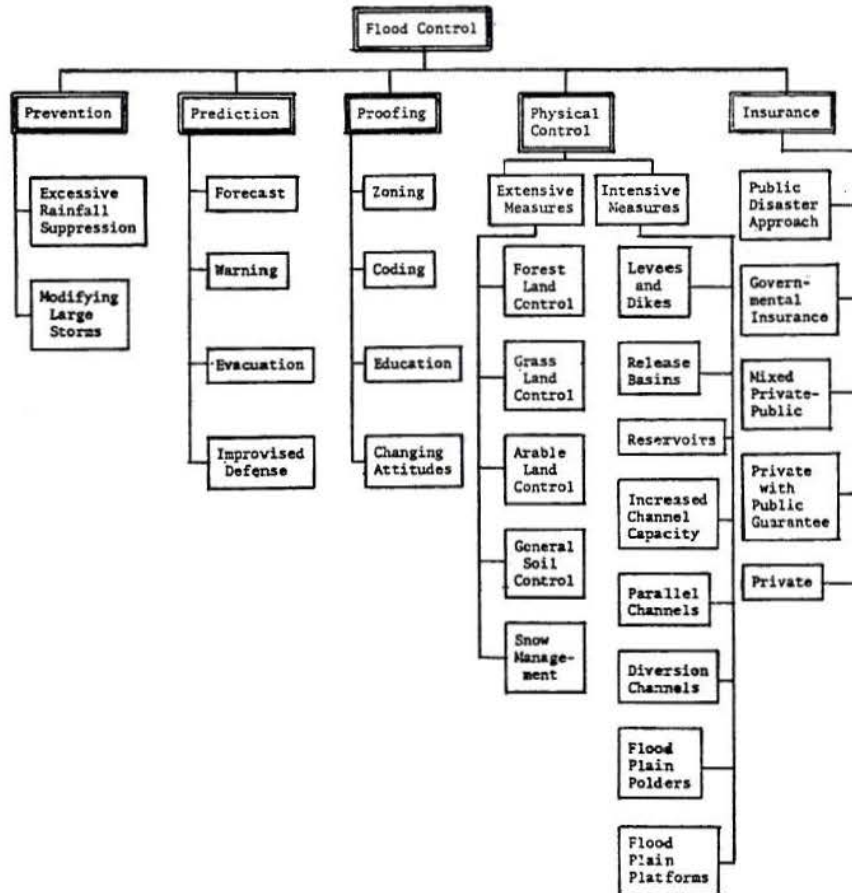 Flood Control
Prevention
Prediction
Proofing
Physical
Control
Insurance
Excessive
Rainfall
Suppression
Modifying
Large
Storms
Forecast
Warning
Evacuation
Improvised
Defense
Zoning
Coding
Education
Changing
Attitudes
Extensive
Measures
Intensive
Measures
Forest
Land
Control
Grass
Land
Control
Arable
Land
Control
General
Soil
Control
Snow
Manage-
ment
Levees
and
Dikes
Release
Basins
Reservoirs
Increased
Channel
Capacity
Parallel
Channels
Diversion
Channels
Flood
Plain
Polders
Flood
Plain
Platforms
Public
Disaster
Approach
Govern-
mental
Insurance
Mixed
Private-
Public
Private
with
Public
Guarantee
Private